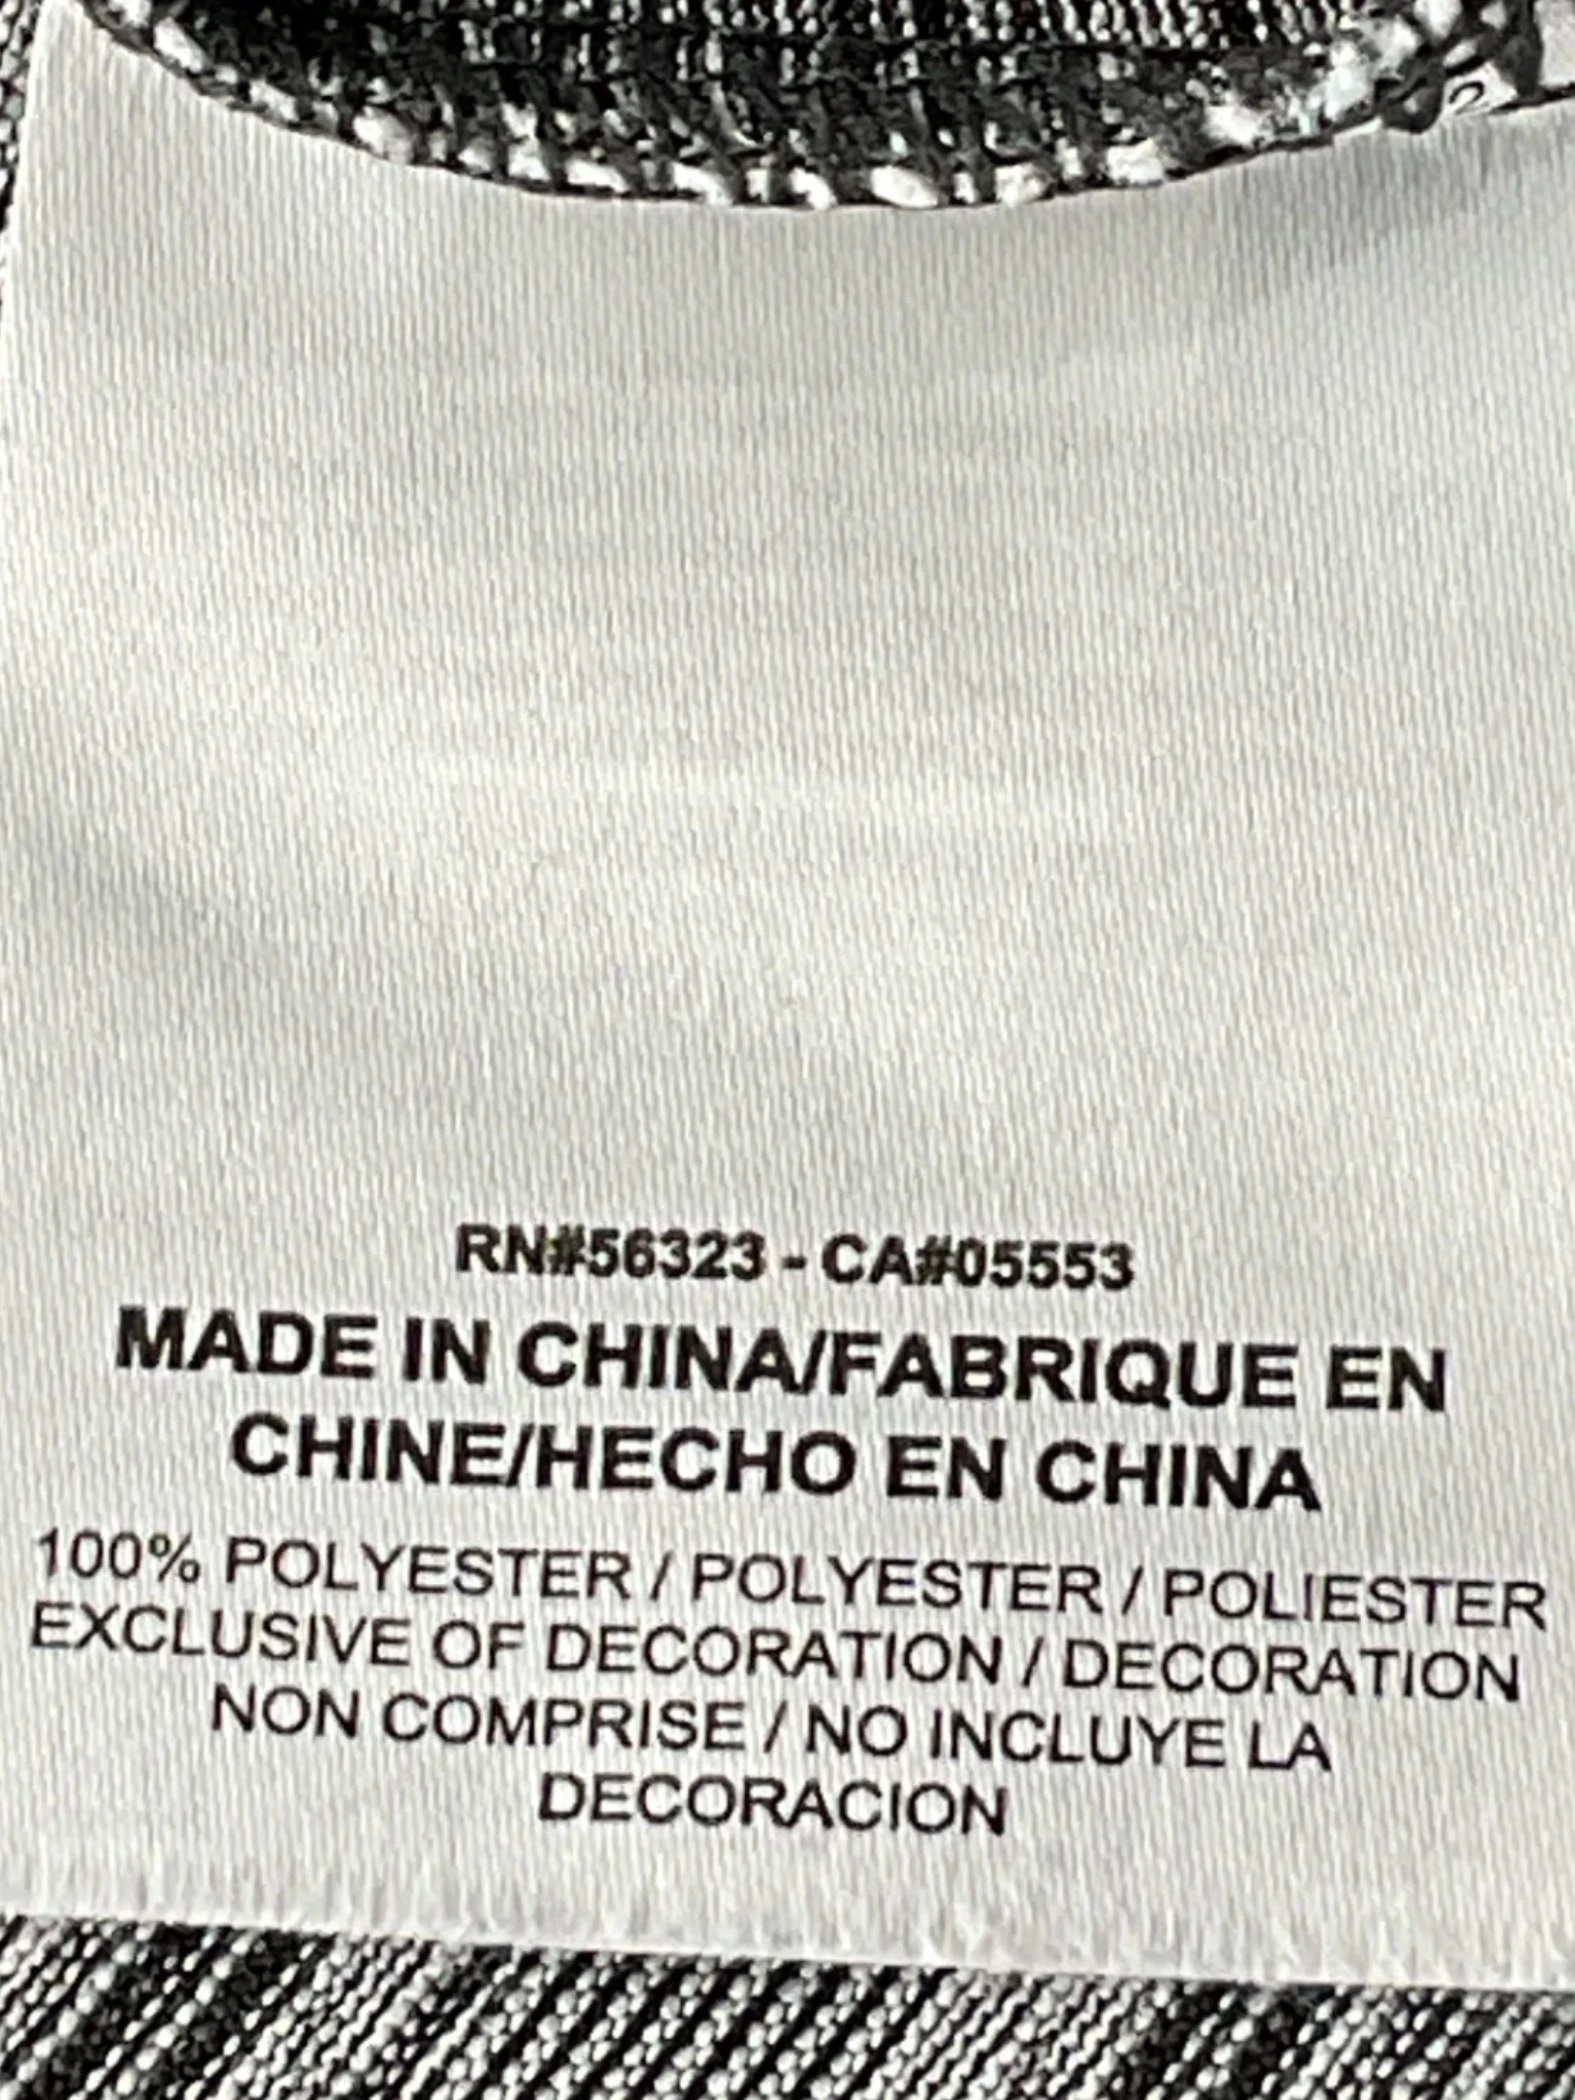 RN#56323 - CA#05553
MADE IN CHINA/FABRIQUE EN
CHINE/HECHO EN CHINA
100% POLYESTER / POLYESTER / POLIESTER
EXCLUSIVE OF DECORATION / DECORATION
NON COMPRISE / NO INCLUYE LA
DECORACION